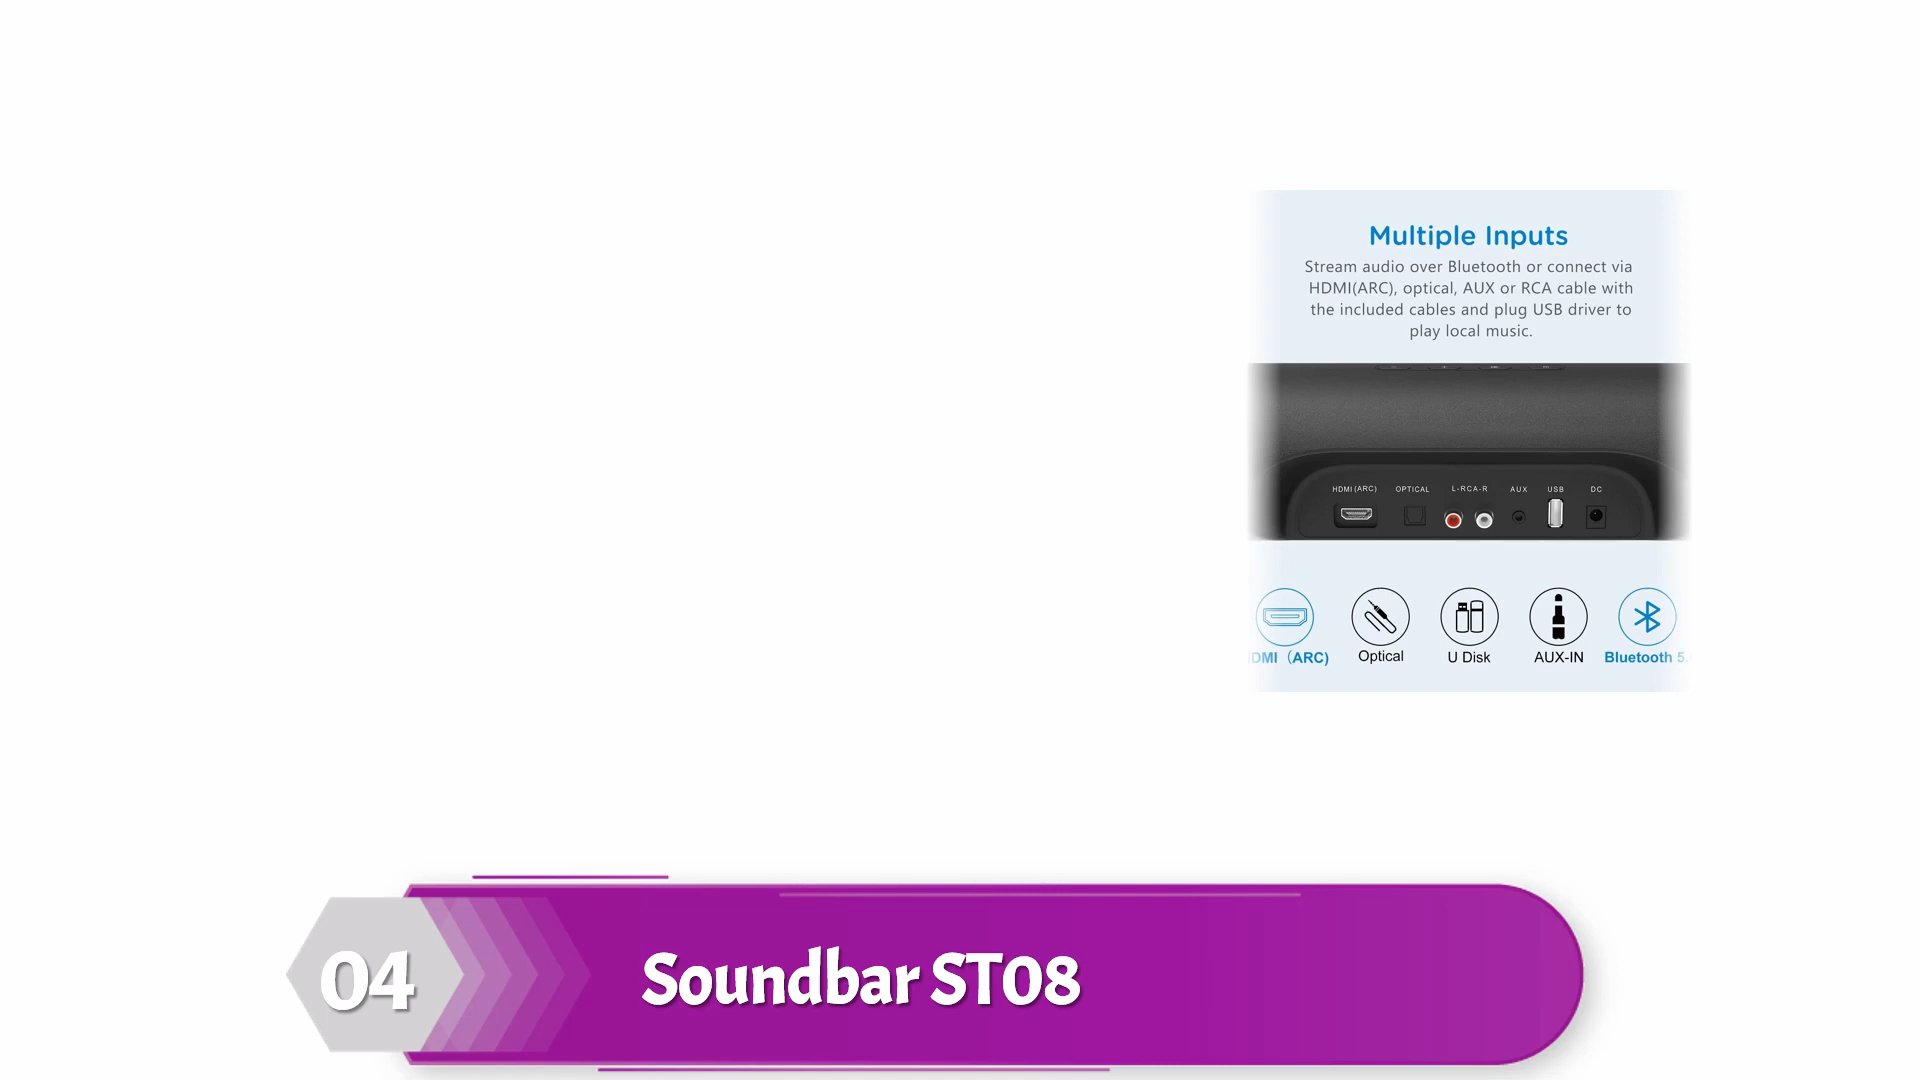 Multiple Inputs
Stream audio over Bluetooth or connect via
HDMI(ARC), optical, AUX or RCA cable with
the included cables and plug USB driver to
play local music.
HDMI(ARC) OPTICAL L-RCA-R AUX USB DC
DMI (ARC) Optical U Disk AUX-IN Bluetooth 5.
04 Soundbar ST08